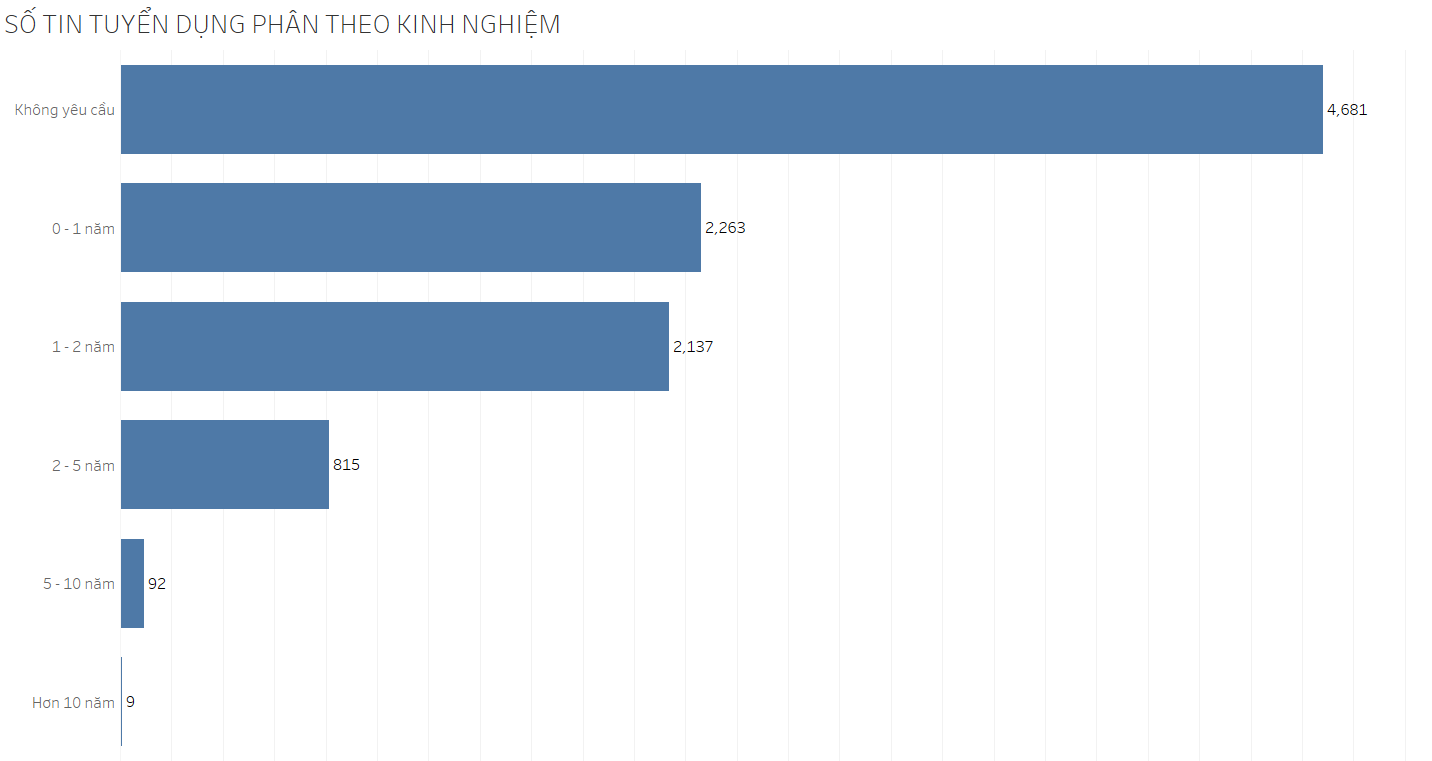 SỐ TIN TUYỂN DỤNG PHÂN THEO KINH NGHIỆM
Không yêu cầu 4,681
0 - 1 năm 2,263
1 - 2 năm 2,137
2 - 5 năm 815
5 - 10 năm 92
Hơn 10 năm 9